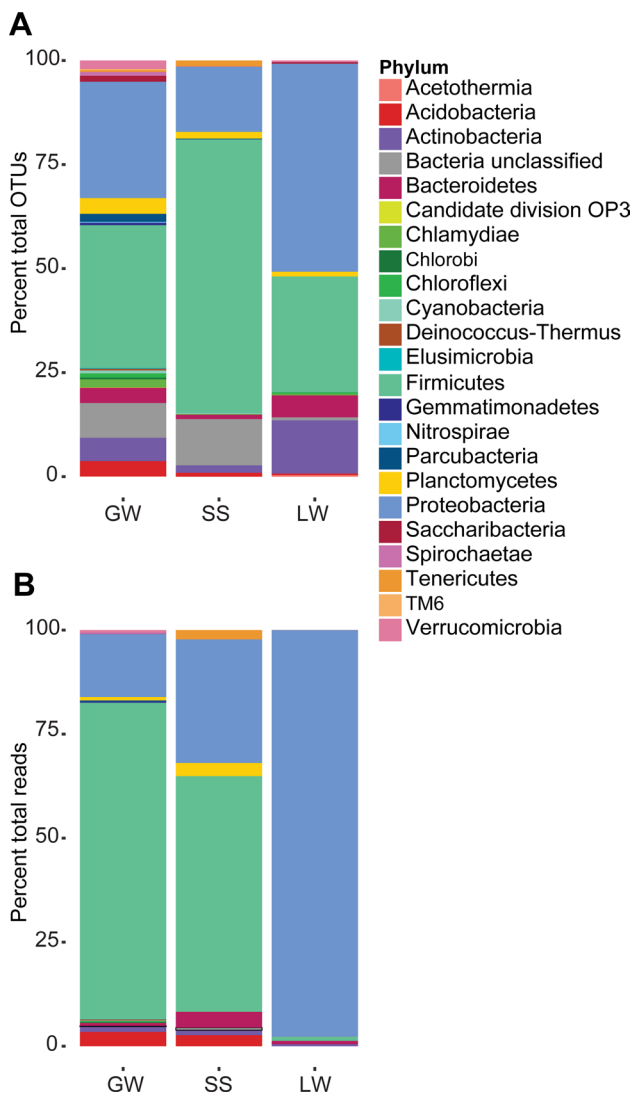 A
Percent total OTUs
100
75
50
25
0
GW SS LW
Phylum
Acetothermia
Acidobacteria
Actinobacteria
Bacteria unclassified
Bacteroidetes
Candidate division OP3
Chlamydiae
Chlorobi
Chloroflexi
Cyanobacteria
Deinococcus-Thermus
Elusimicrobia
Firmicutes
Gemmatimonadetes
Nitrospirae
Parcubacteria
Planctomycetes
Proteobacteria
Saccharibacteria
Spirochaetae
Tenericutes
TM6
Verrucomicrobia
B
Percent total reads
100
75
50
25
0
GW SS LW